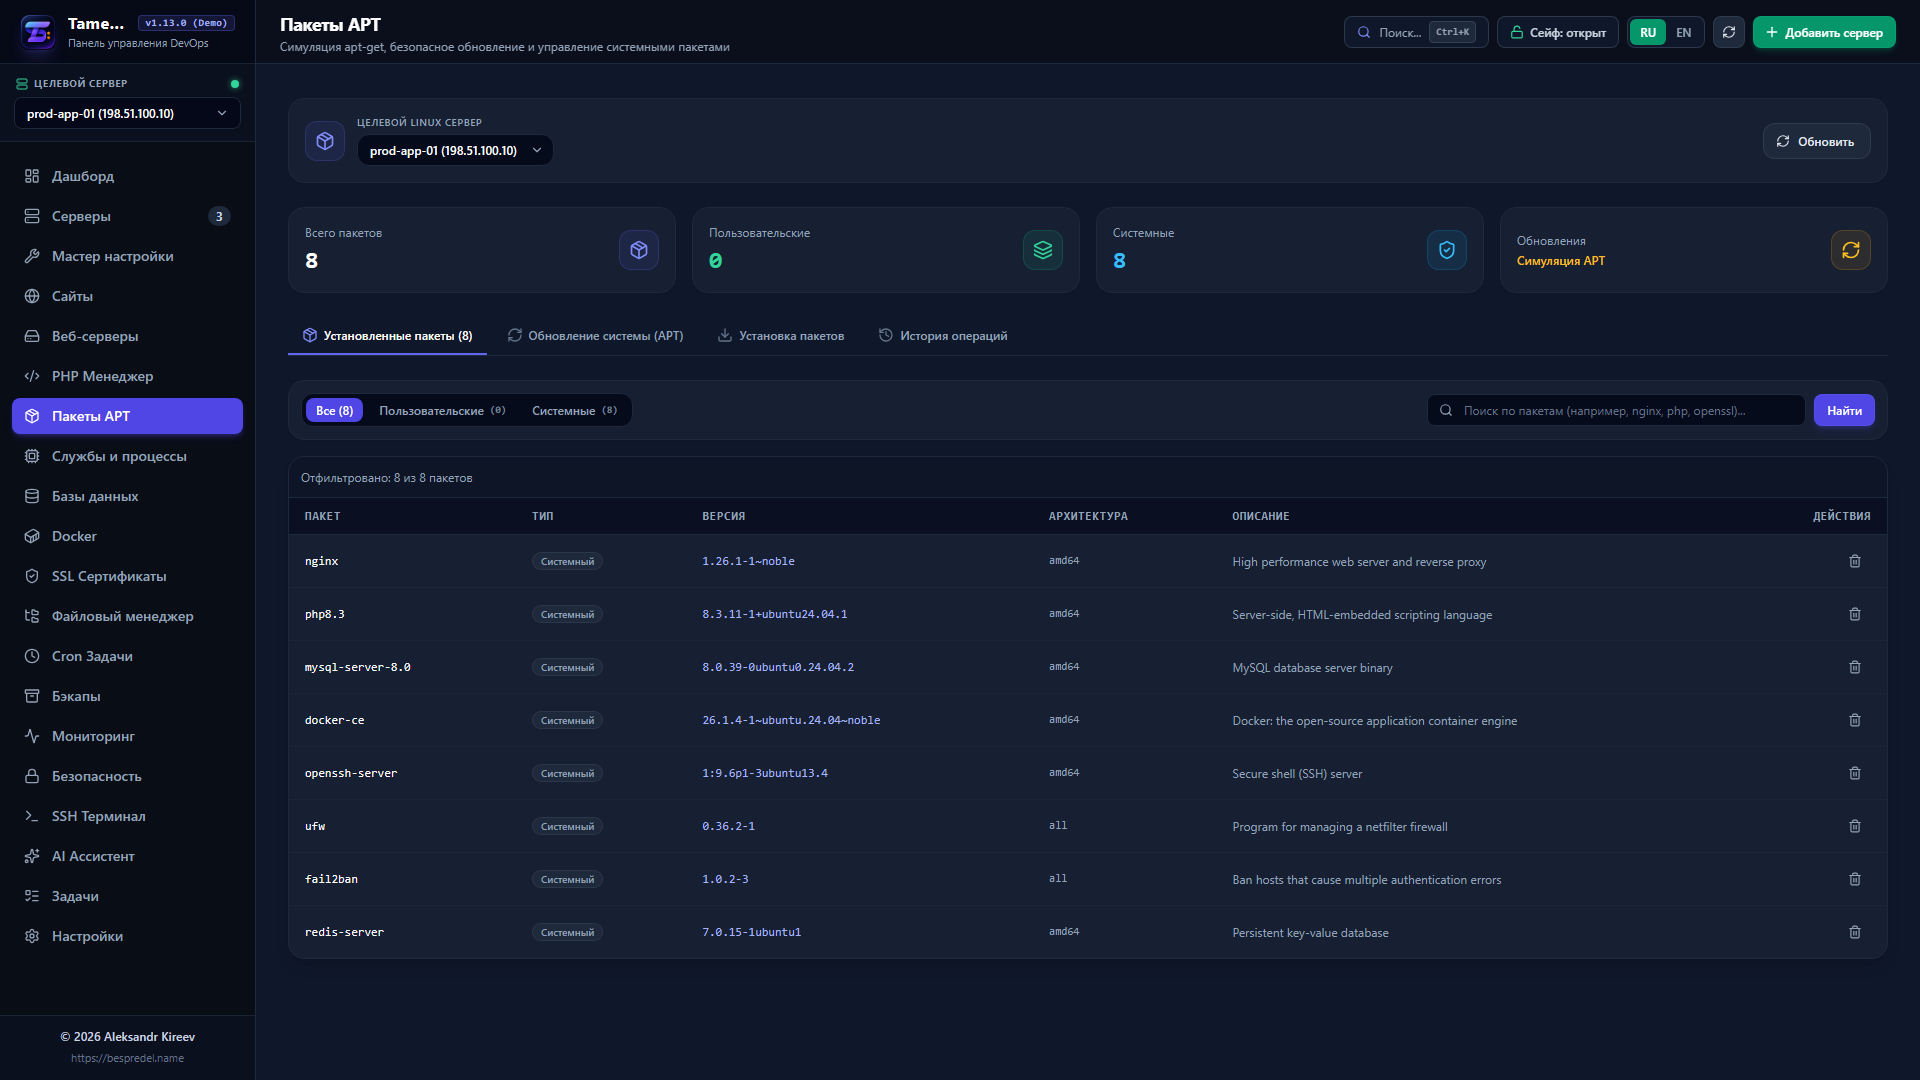 Tame... v1.13.0 (Demo)
Панель управления DevOps
ЦЕЛЕВОЙ СЕРВЕР
prod-app-01 (198.51.100.10)
Дашборд
Серверы 3
Мастер настройки
Сайты
Веб-серверы
PHP Менеджер
Пакеты APT
Службы и процессы
Базы данных
Docker
SSL Сертификаты
Файловый менеджер
Cron Задачи
Бэкапы
Мониторинг
Безопасность
SSH Терминал
AI Ассистент
Задачи
Настройки
© 2026 Aleksandr Kireev
https://bespredel.name
Пакеты APT
Симуляция apt-get, безопасное обновление и управление системными пакетами
Поиск... Ctrl+K
Сейф: открыт
RU EN
Добавить сервер
ЦЕЛЕВОЙ LINUX СЕРВЕР
prod-app-01 (198.51.100.10)
Обновить
Всего пакетов
8
Пользовательские
0
Системные
8
Обновления
Симуляция APT
Установленные пакеты (8) Обновление системы (APT) Установка пакетов История операций
Все (8) Пользовательские (0) Системные (8)
Поиск по пакетам (например, nginx, php, openssl)... Найти
Отфильтровано: 8 из 8 пакетов
ПАКЕТ ТИП ВЕРСИЯ АРХИТЕКТУРА ОПИСАНИЕ ДЕЙСТВИЯ
nginx Системный 1.26.1-1~noble amd64 High performance web server and reverse proxy
php8.3 Системный 8.3.11-1+ubuntu24.04.1 amd64 Server-side, HTML-embedded scripting language
mysql-server-8.0 Системный 8.0.39-0ubuntu0.24.04.2 amd64 MySQL database server binary
docker-ce Системный 26.1.4-1~ubuntu.24.04~noble amd64 Docker: the open-source application container engine
openssh-server Системный 1:9.6p1-3ubuntu13.4 amd64 Secure shell (SSH) server
ufw Системный 0.36.2-1 all Program for managing a netfilter firewall
fail2ban Системный 1.0.2-3 all Ban hosts that cause multiple authentication errors
redis-server Системный 7.0.15-1ubuntu1 amd64 Persistent key-value database